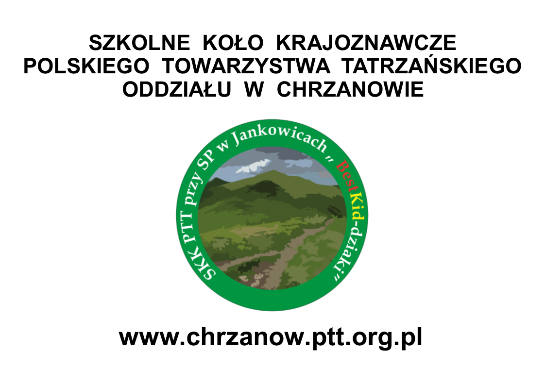 SZKOLNE KOŁO KRAJOZNAWCZE
POLSKIEGO TOWARZYSTWA TATRZAŃSKIEGO
ODDZIAŁU W CHRZANOWIE
SKK PTT przy SP w Jankowicach „ BestKid-dziaki”
www.chrzanow.ptt.org.pl